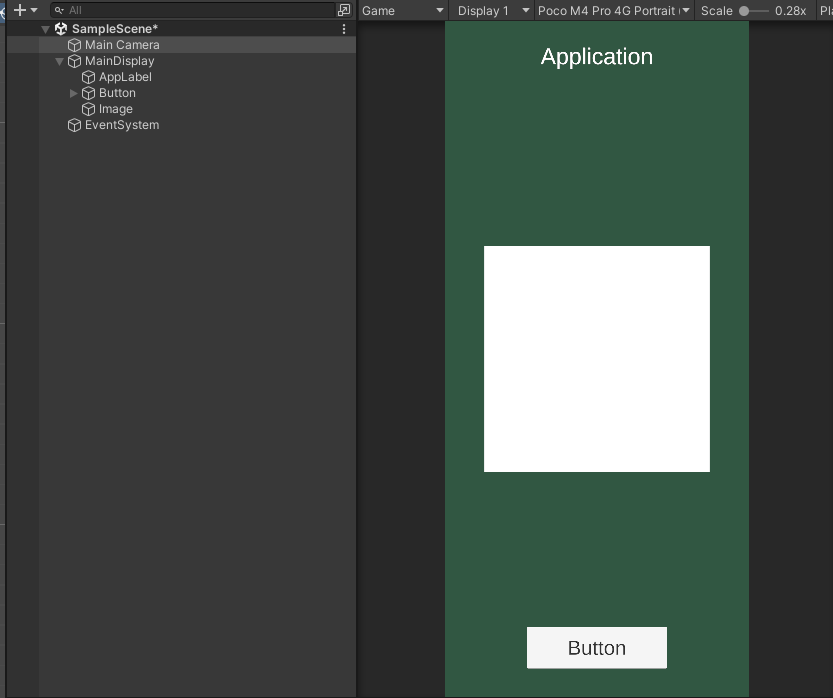 All
Game
Display 1
Poco M4 Pro 4G Portrait (
Scale
0.28x
SampleScene*
Main Camera
MainDisplay
AppLabel
Button
Image
EventSystem
Application
Button